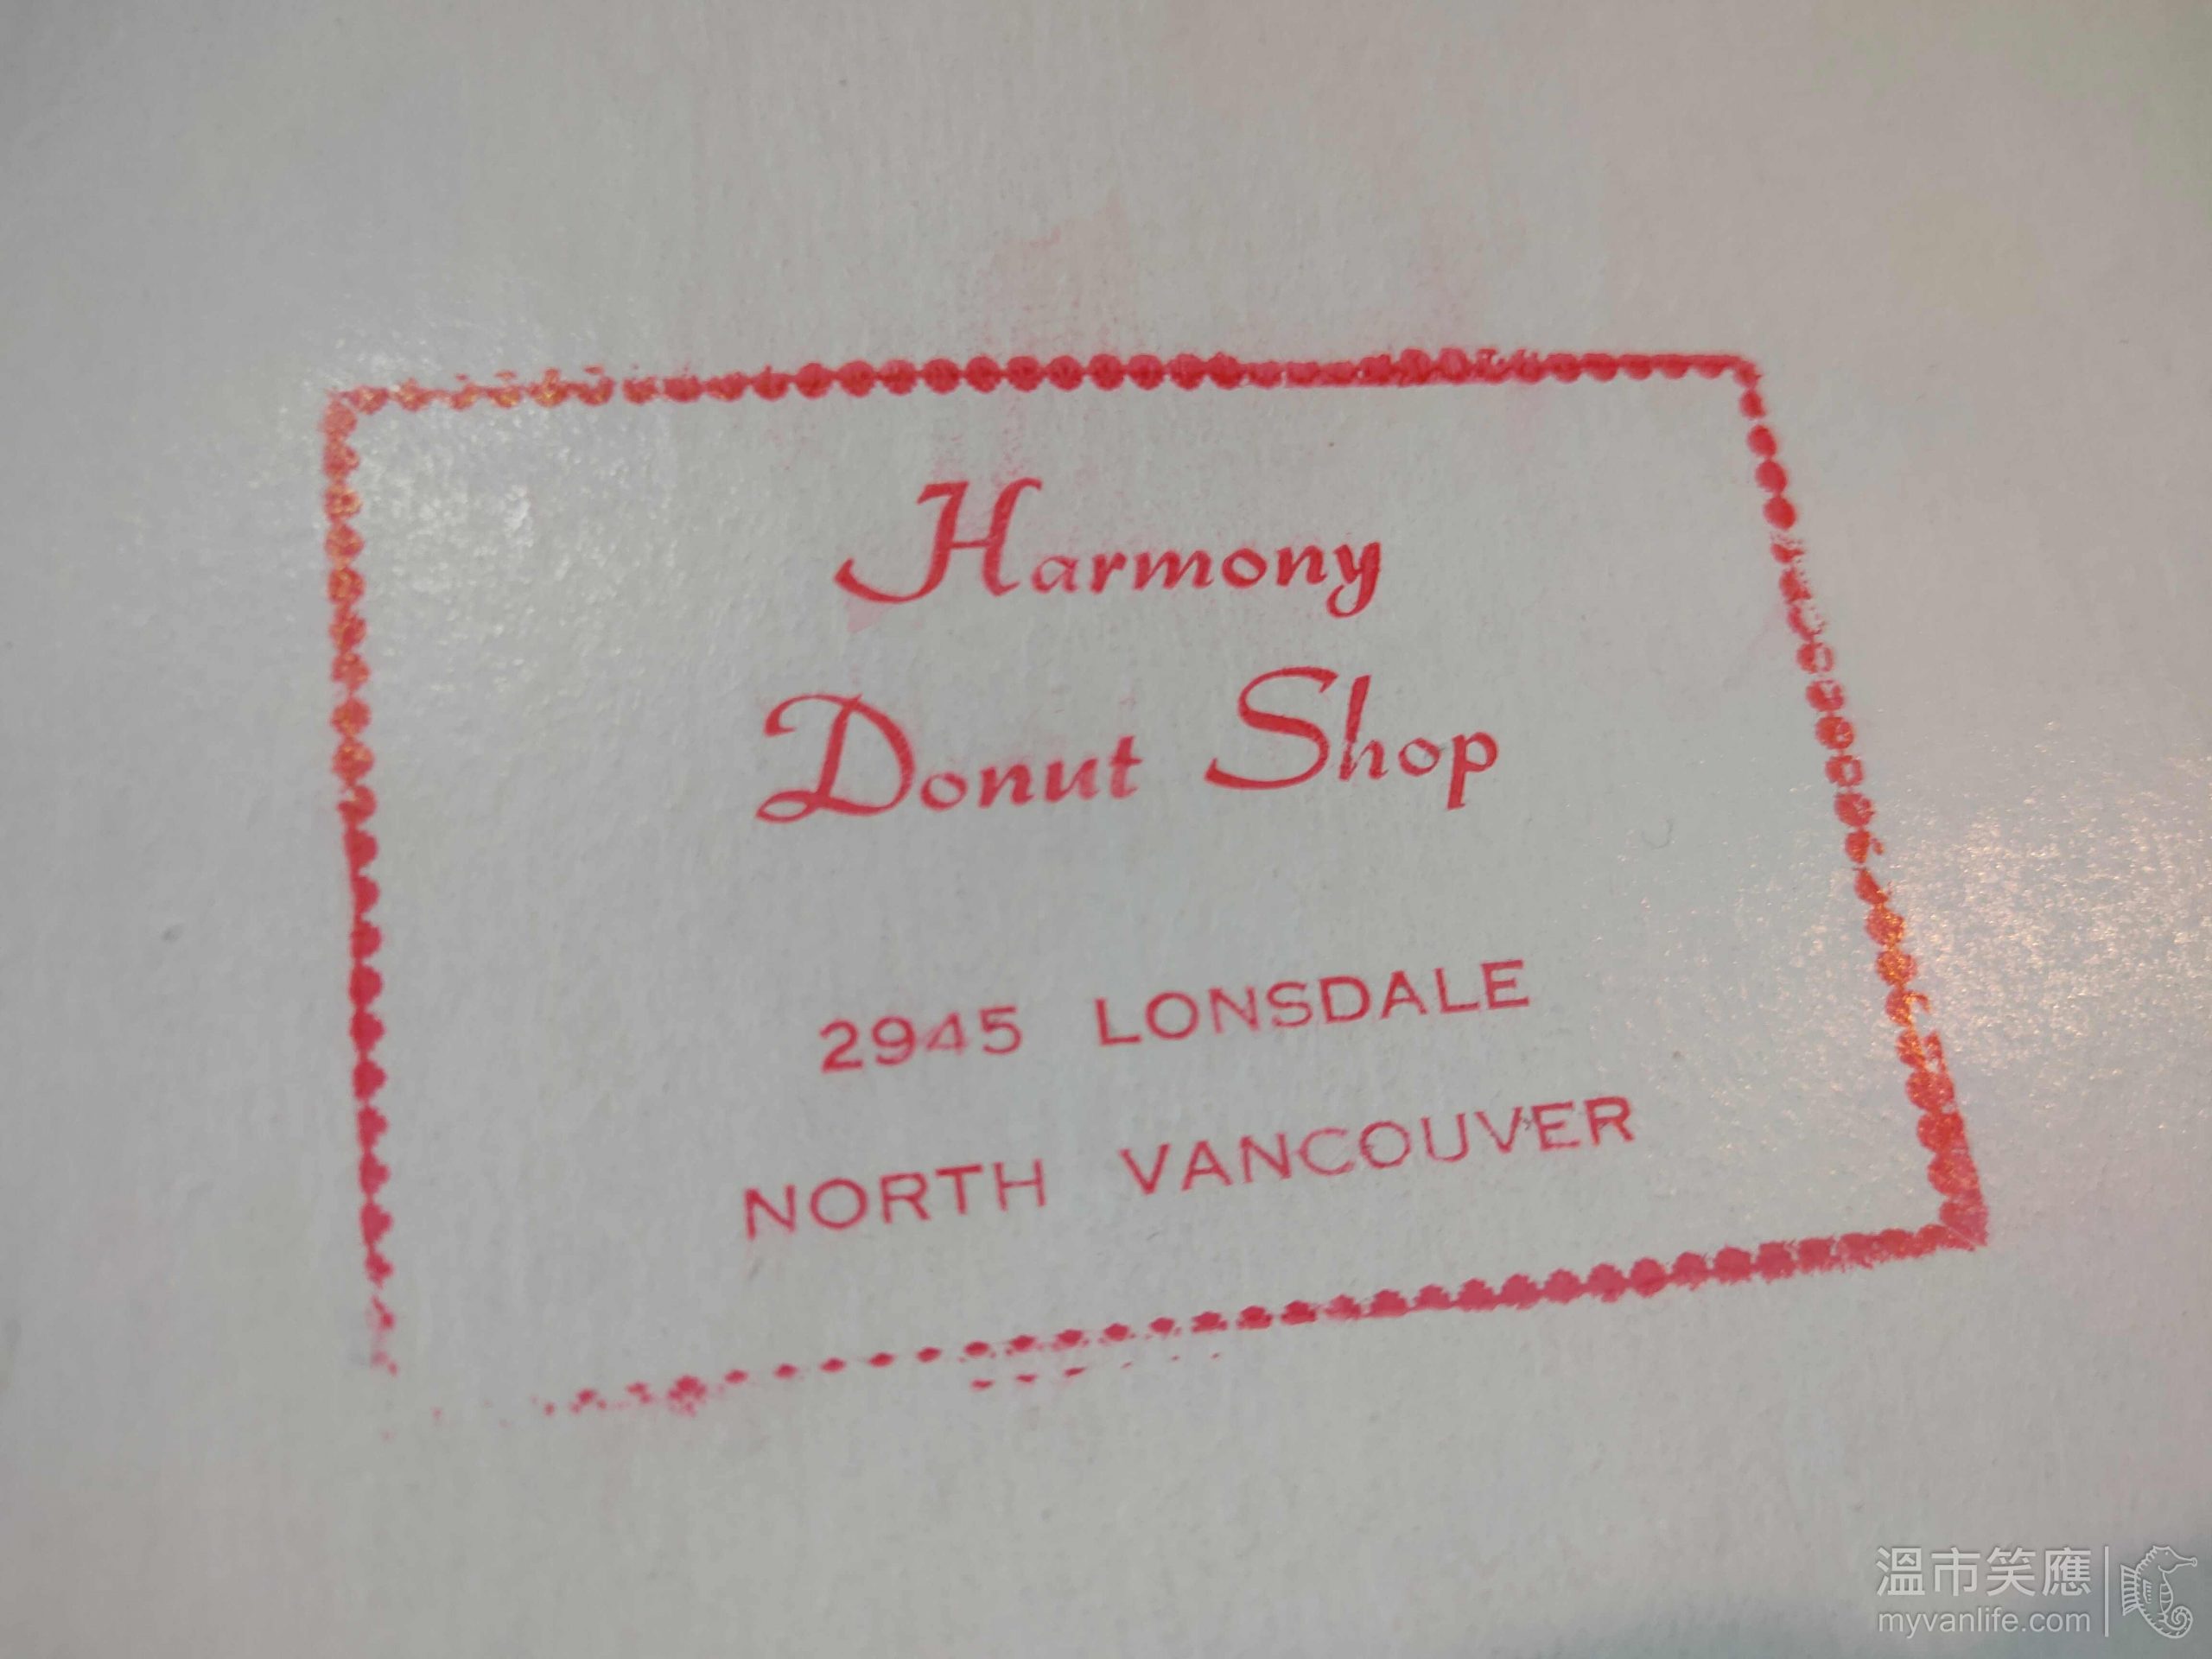 Harmony
Donut Shop
2945 LONSDALE
NORTH VANCOUVER
溫市笑應
myvanlife.com